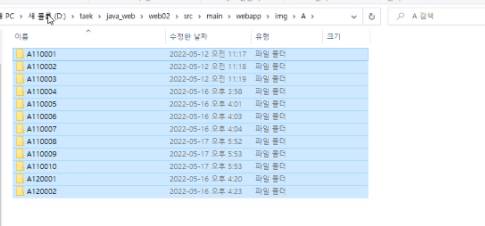 PC > 새 볼륨 (D:) > taek > java_web > web02 > src > main > webapp > img > A > A 검색
이름 수정한 날짜 유형 크기
A110001 2022-05-12 오전 11:17 파일 폴더
A110002 2022-05-12 오전 11:18 파일 폴더
A110003 2022-05-12 오전 11:19 파일 폴더
A110004 2022-05-16 오후 3:58 파일 폴더
A110005 2022-05-16 오후 4:01 파일 폴더
A110006 2022-05-16 오후 4:03 파일 폴더
A110007 2022-05-16 오후 4:04 파일 폴더
A110008 2022-05-17 오후 5:52 파일 폴더
A110009 2022-05-17 오후 5:53 파일 폴더
A110010 2022-05-17 오후 5:53 파일 폴더
A120001 2022-05-16 오후 4:20 파일 폴더
A120002 2022-05-16 오후 4:23 파일 폴더